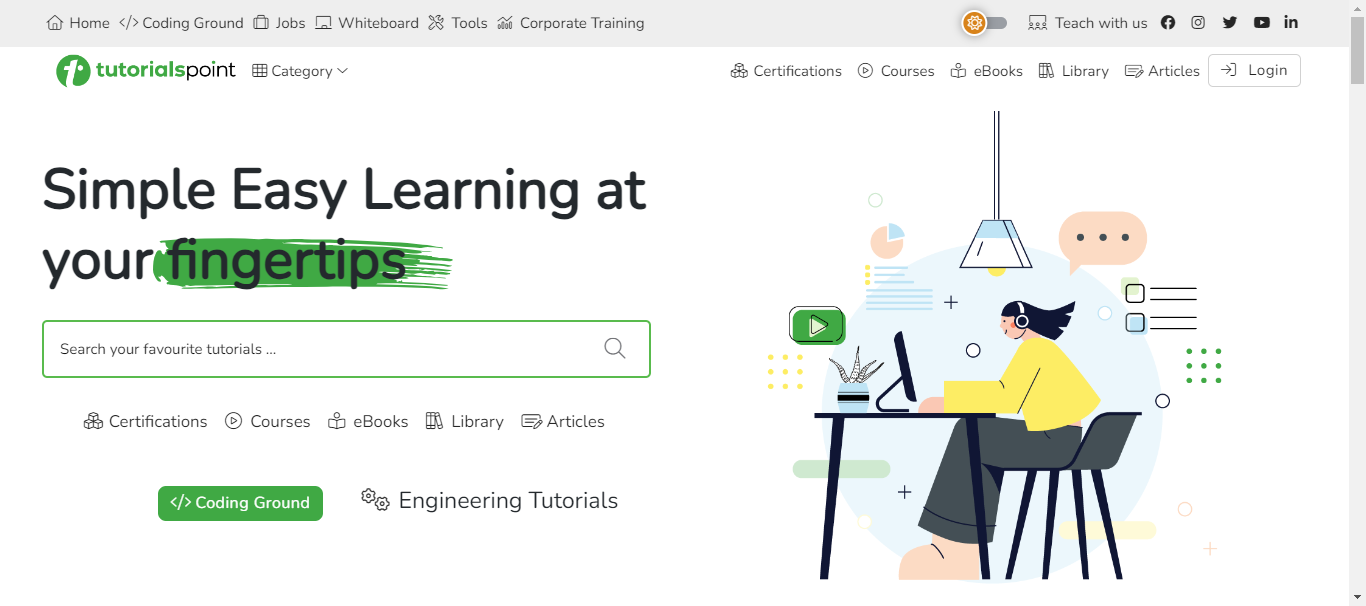 Home </> Coding Ground Jobs Whiteboard Tools Corporate Training Teach with us
tutorialspoint Category Certifications Courses eBooks Library Articles Login
Simple Easy Learning at
your fingertips
Search your favourite tutorials ...
Certifications Courses eBooks Library Articles
</> Coding Ground Engineering Tutorials